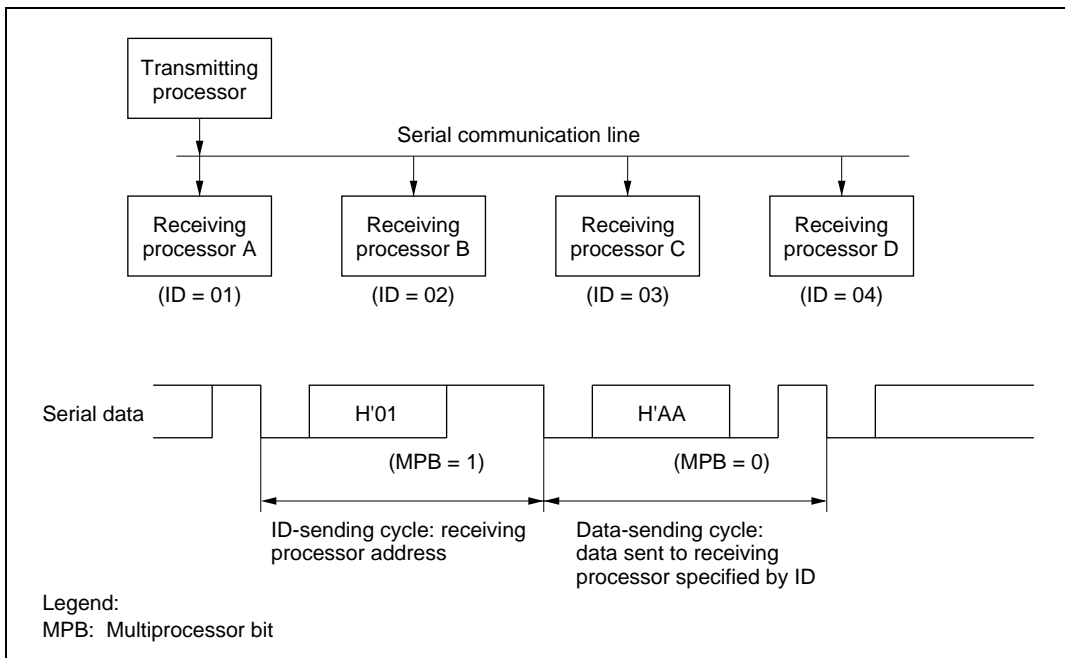 Transmitting
processor
Serial communication line
Receiving
processor A
Receiving
processor B
Receiving
processor C
Receiving
processor D
(ID = 01)
(ID = 02)
(ID = 03)
(ID = 04)
Serial data
H'01
H'AA
(MPB = 1)
(MPB = 0)
ID-sending cycle: receiving
processor address
Data-sending cycle:
data sent to receiving
processor specified by ID
Legend:
MPB: Multiprocessor bit